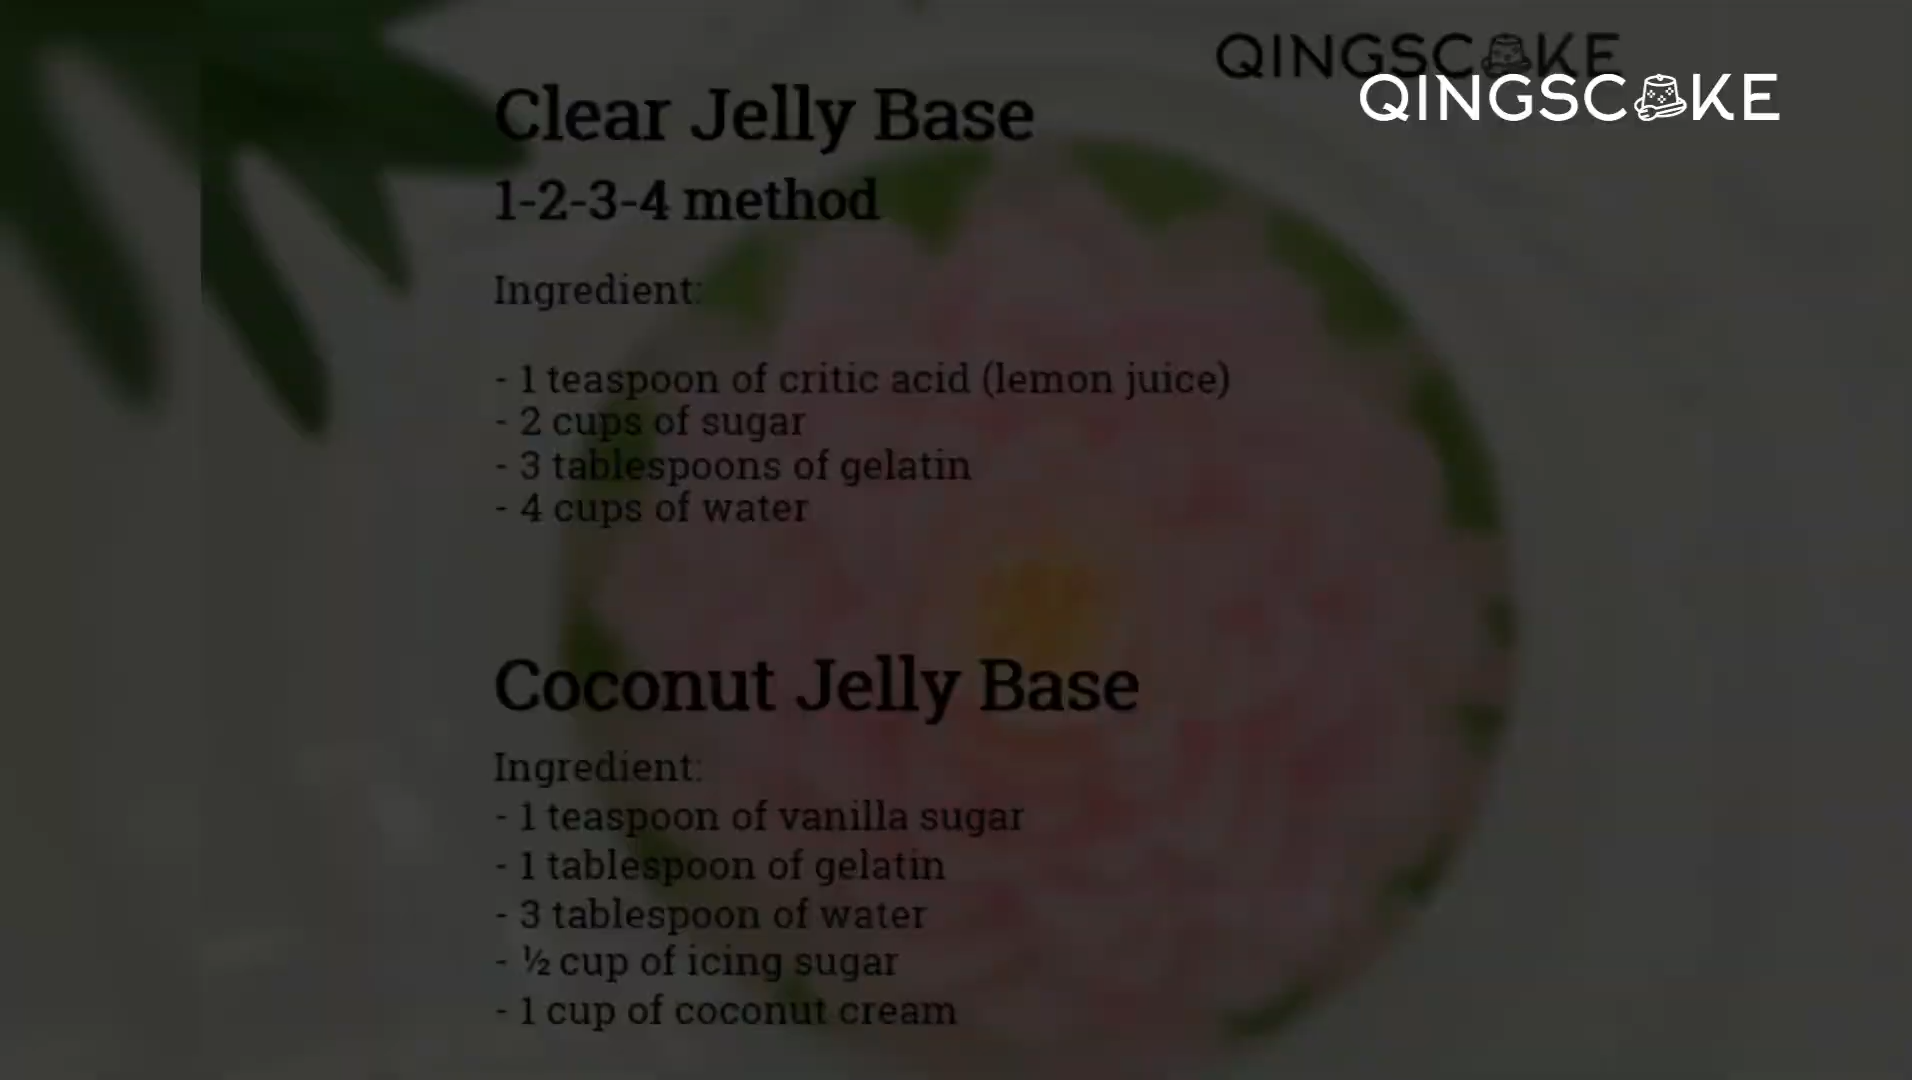 QINGSCAKE
QINGSCAKE
Clear Jelly Base
1-2-3-4 method
Ingredient:
- 1 teaspoon of critic acid (lemon juice)
- 2 cups of sugar
- 3 tablespoons of gelatin
- 4 cups of water
Coconut Jelly Base
Ingredient:
- 1 teaspoon of vanilla sugar
- 1 tablespoon of gelatin
- 3 tablespoon of water
- ½ cup of icing sugar
- 1 cup of coconut cream